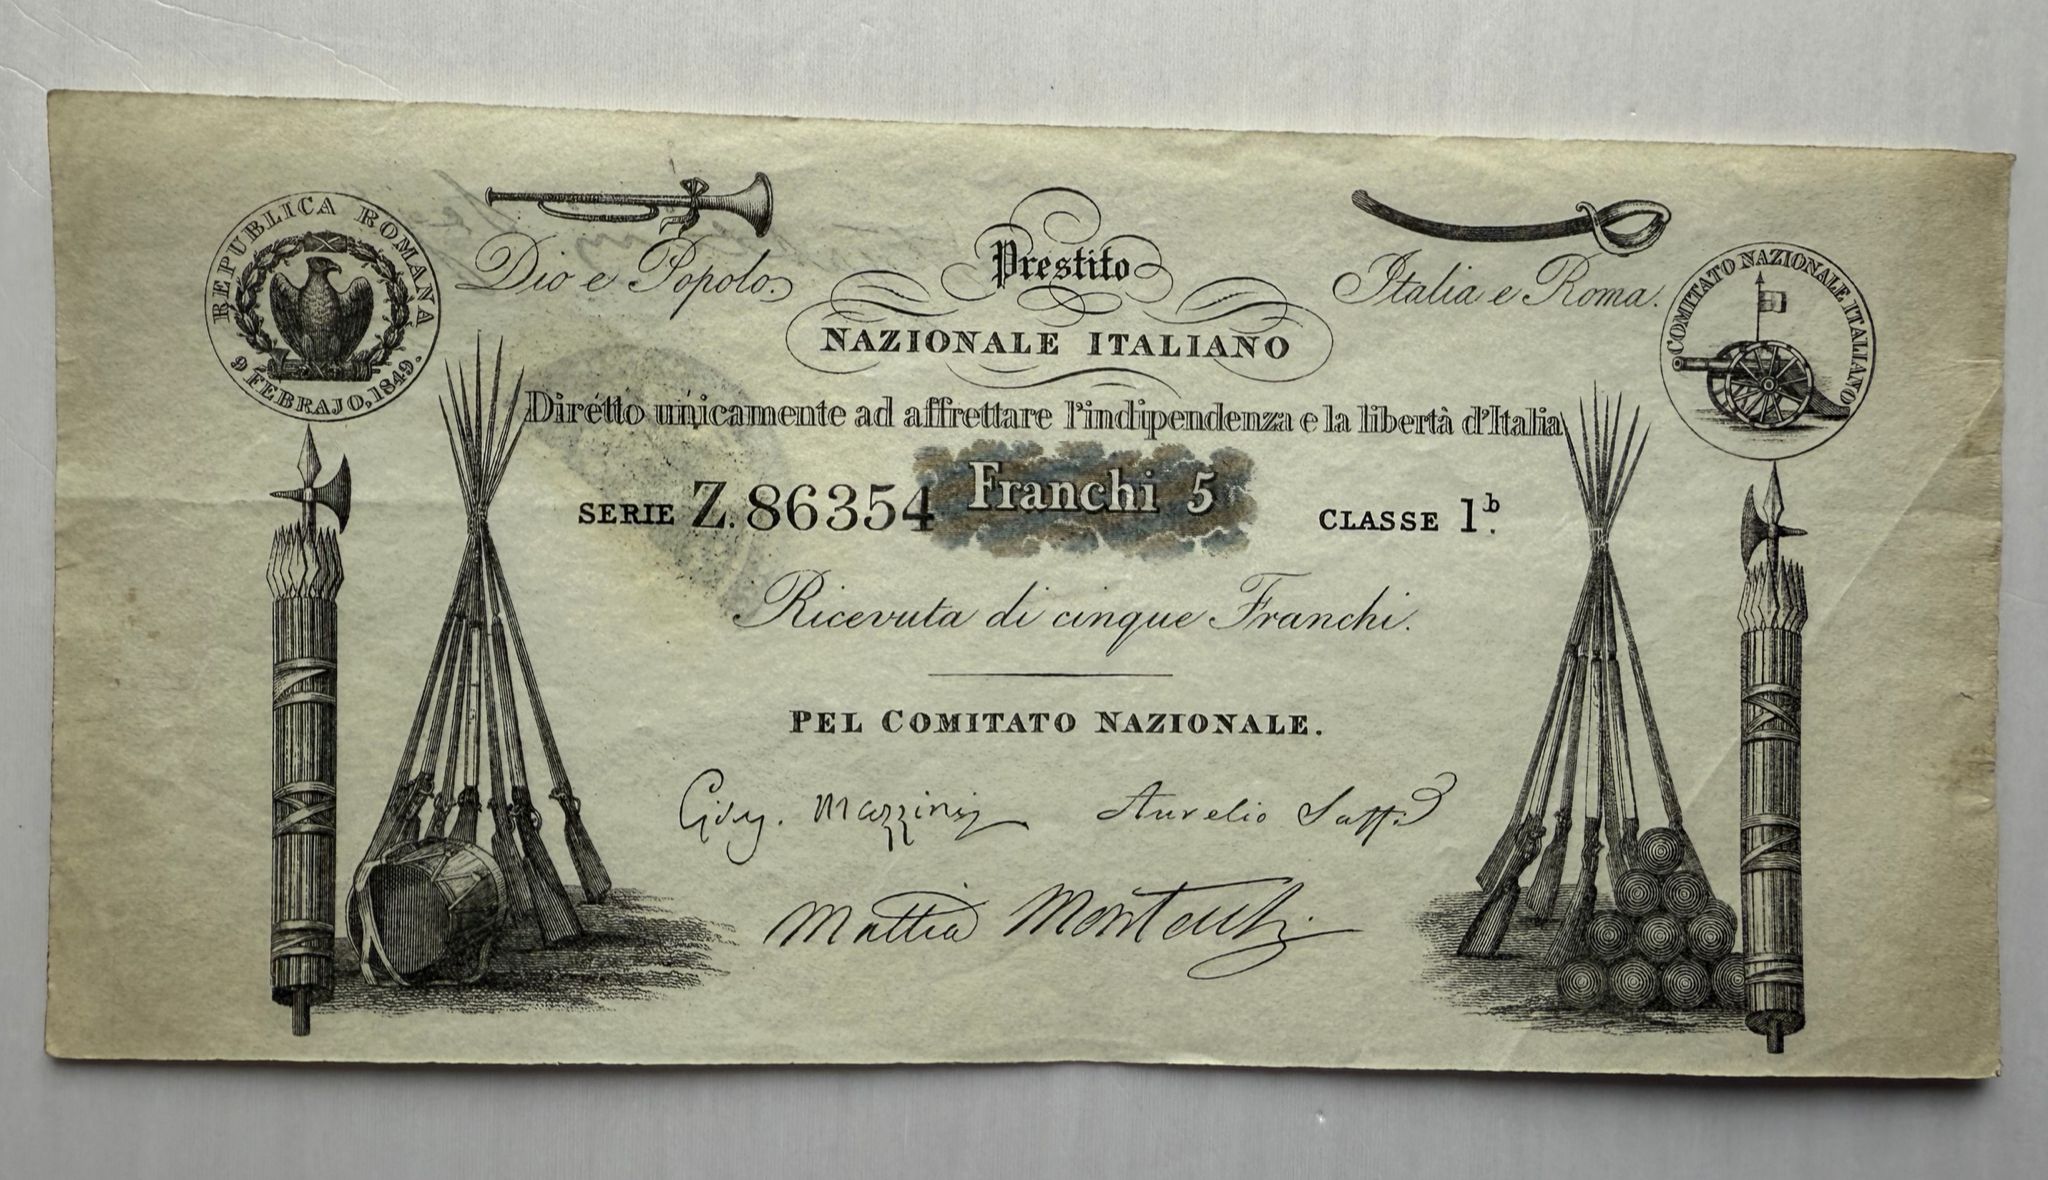 REPUBLICA ROMANA
9 FEBRAJO, 1849.
Dio e Popolo.
Prestito
NAZIONALE ITALIANO
Italia e Roma.
COMITATO NAZIONALE ITALIANO
Diretto unicamente ad affrettare l'indipendenza e la libertà d'Italia
SERIE Z. 86354
Franchi 5
CLASSE 1b.
Ricevuta di cinque Franchi.
PEL COMITATO NAZIONALE.
Gius. Mazzini
Aurelio Saffi
Mattia Montecchi